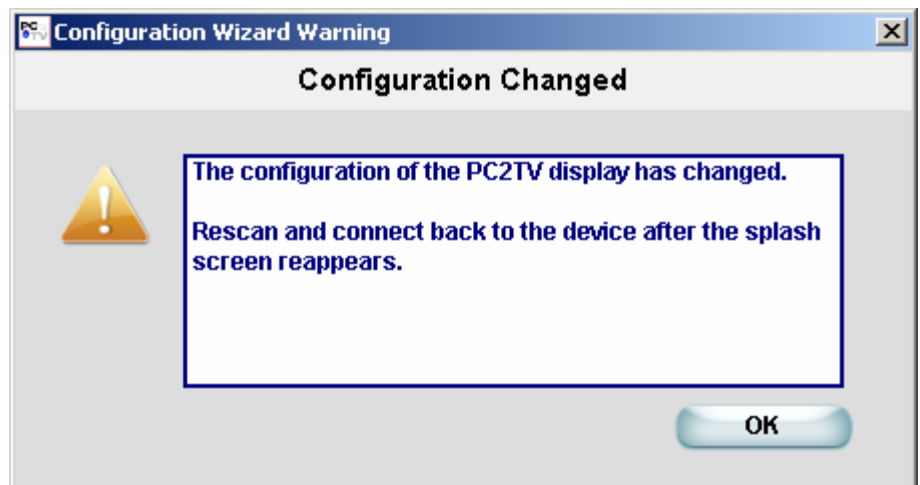 Configuration Wizard Warning
Configuration Changed
The configuration of the PC2TV display has changed.
Rescan and connect back to the device after the splash
screen reappears.
OK